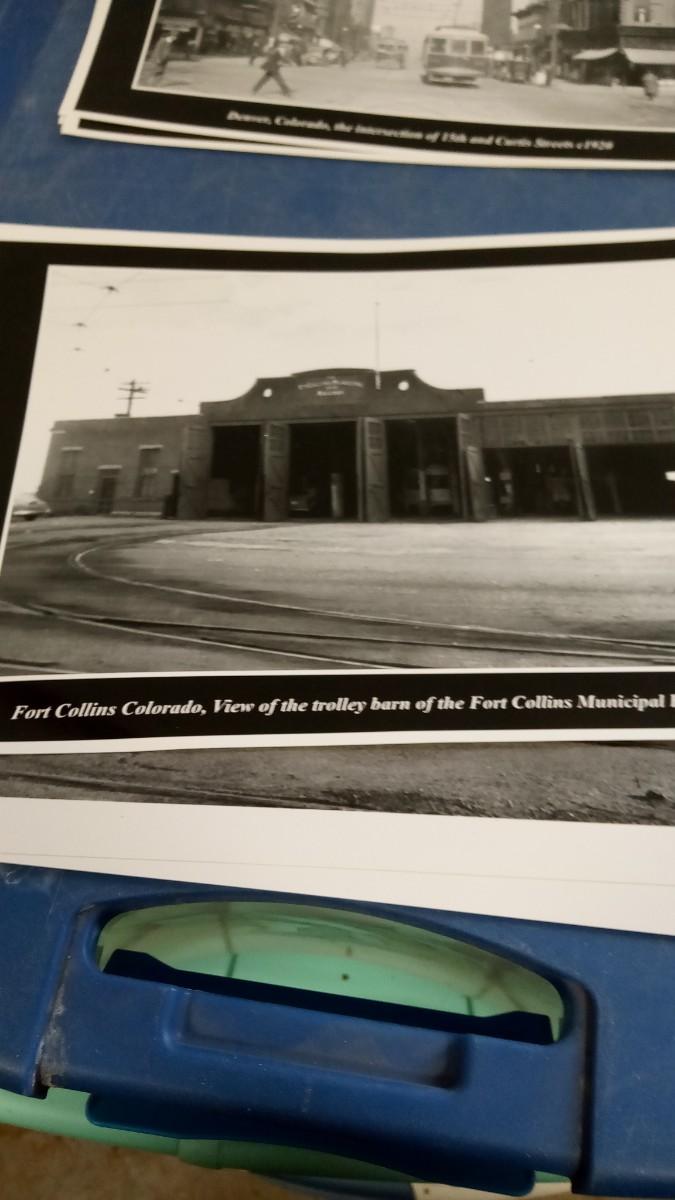 Denver, Colorado, the intersection of 15th and Curtis Streets c1920
Fort Collins Colorado, View of the trolley barn of the Fort Collins Municipal